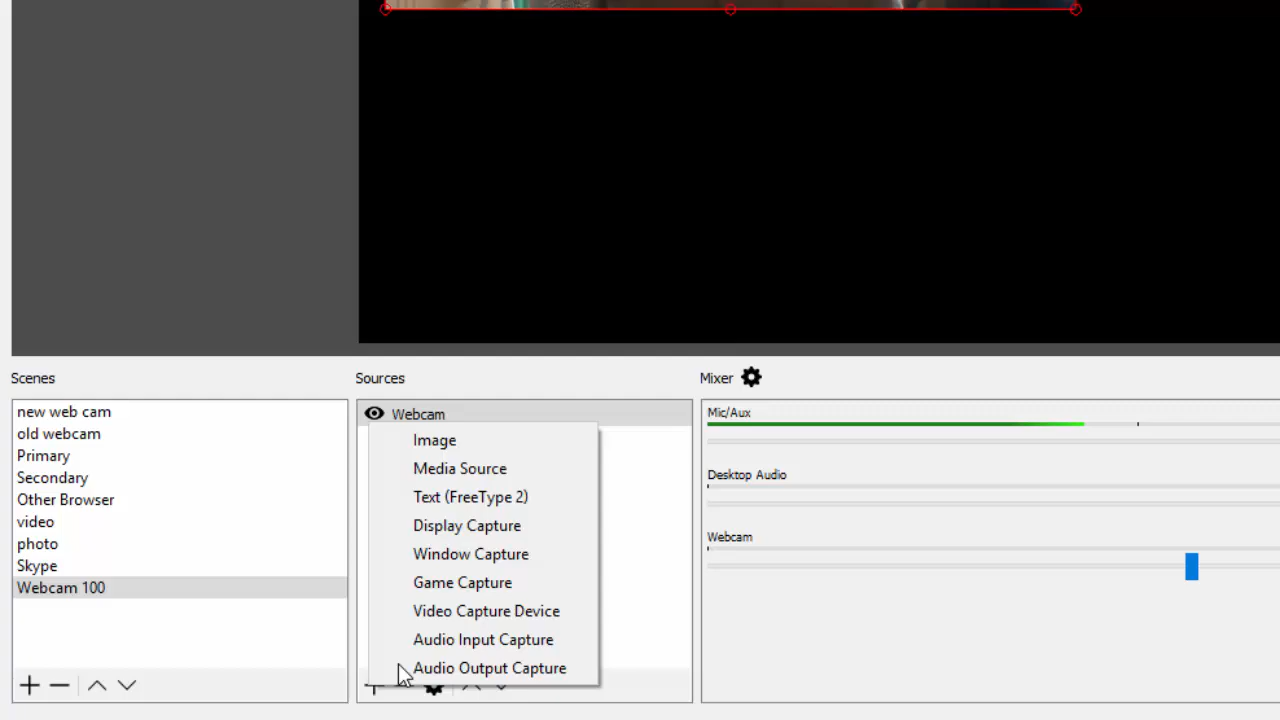 Scenes
new web cam
old webcam
Primary
Secondary
Other Browser
video
photo
Skype
Webcam 100
Sources
Webcam
Image
Media Source
Text (FreeType 2)
Display Capture
Window Capture
Game Capture
Video Capture Device
Audio Input Capture
Audio Output Capture
Mixer
Mic/Aux
Desktop Audio
Webcam